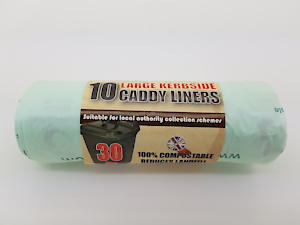 10 LARGE KERBSIDE
CADDY LINERS
Suitable for local authority collection schemes
30
100% COMPOSTABLE
REDUCES LANDFILL